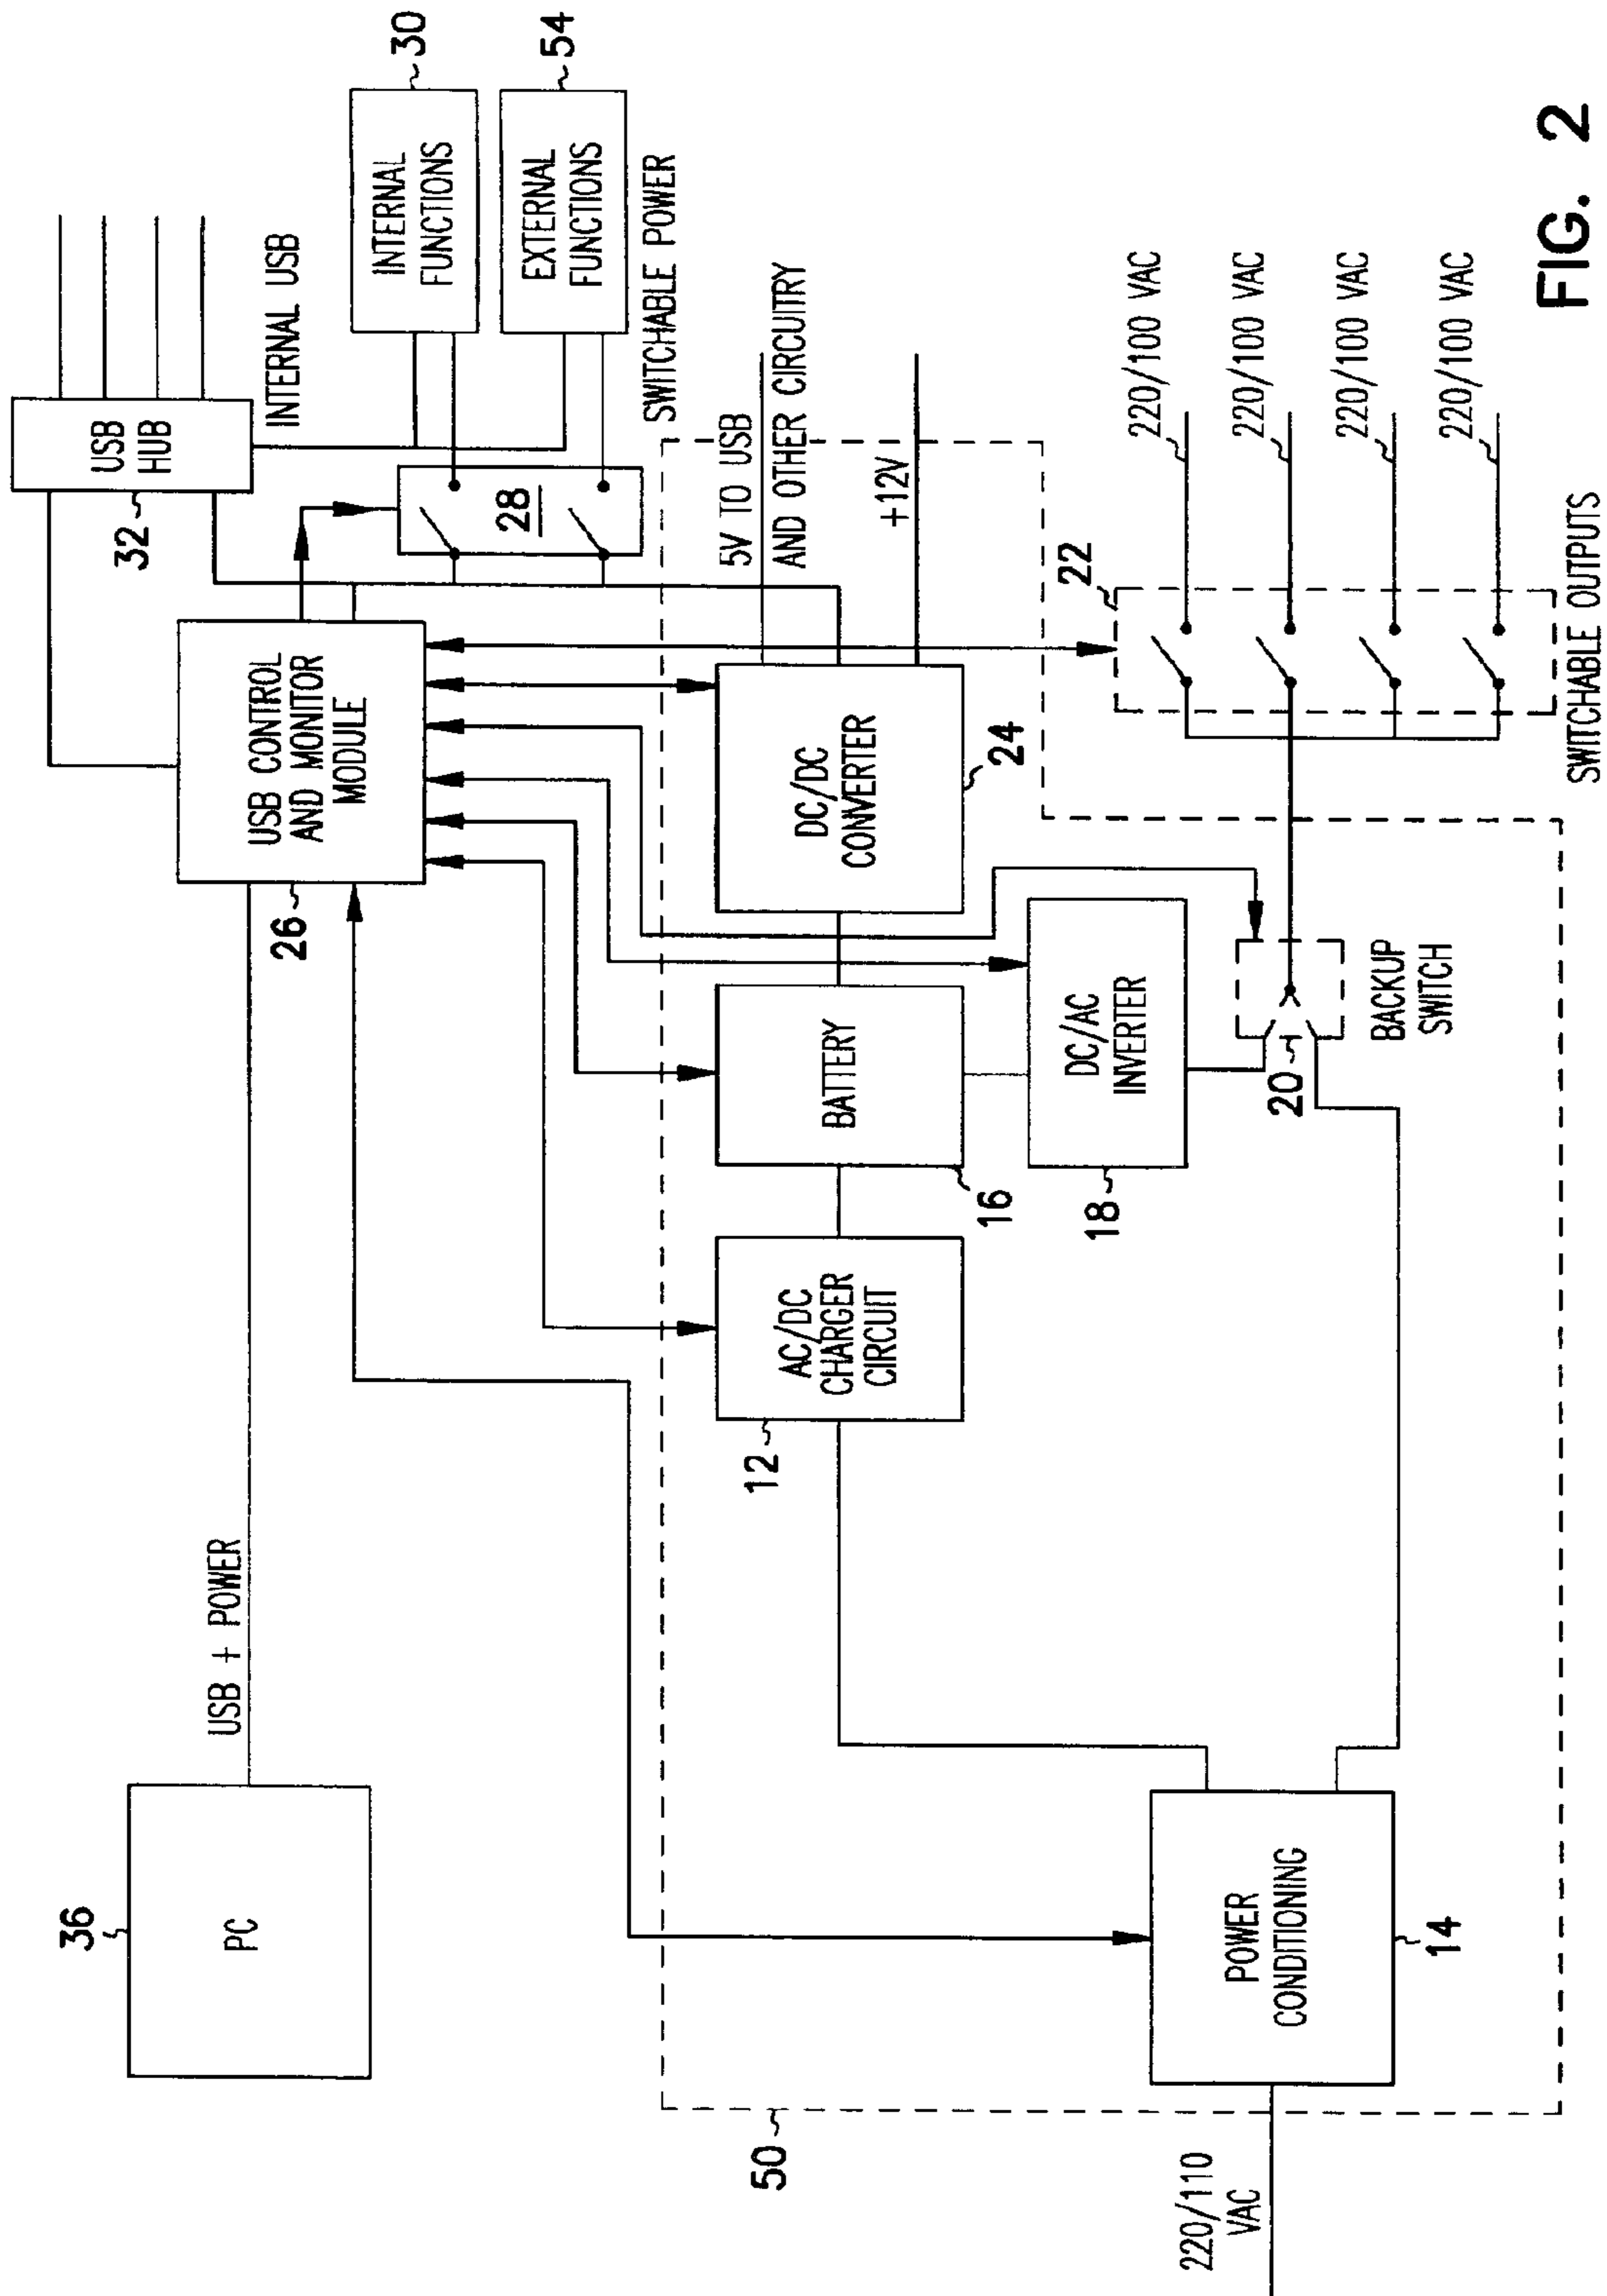 36
PC
USB + POWER
26
USB CONTROL
AND MONITOR
MODULE
32
USB
HUB
INTERNAL USB
28
INTERNAL
FUNCTIONS
30
EXTERNAL
FUNCTIONS
54
SWITCHABLE POWER
50
12
AC/DC
CHARGER
CIRCUIT
BATTERY
16
DC/DC
CONVERTER
24
5V TO USB
AND OTHER CIRCUITRY
+12V
18
DC/AC
INVERTER
20
BACKUP
SWITCH
22
220/100 VAC
220/100 VAC
220/100 VAC
220/100 VAC
SWITCHABLE OUTPUTS
220/110
VAC
POWER
CONDITIONING
14
FIG. 2